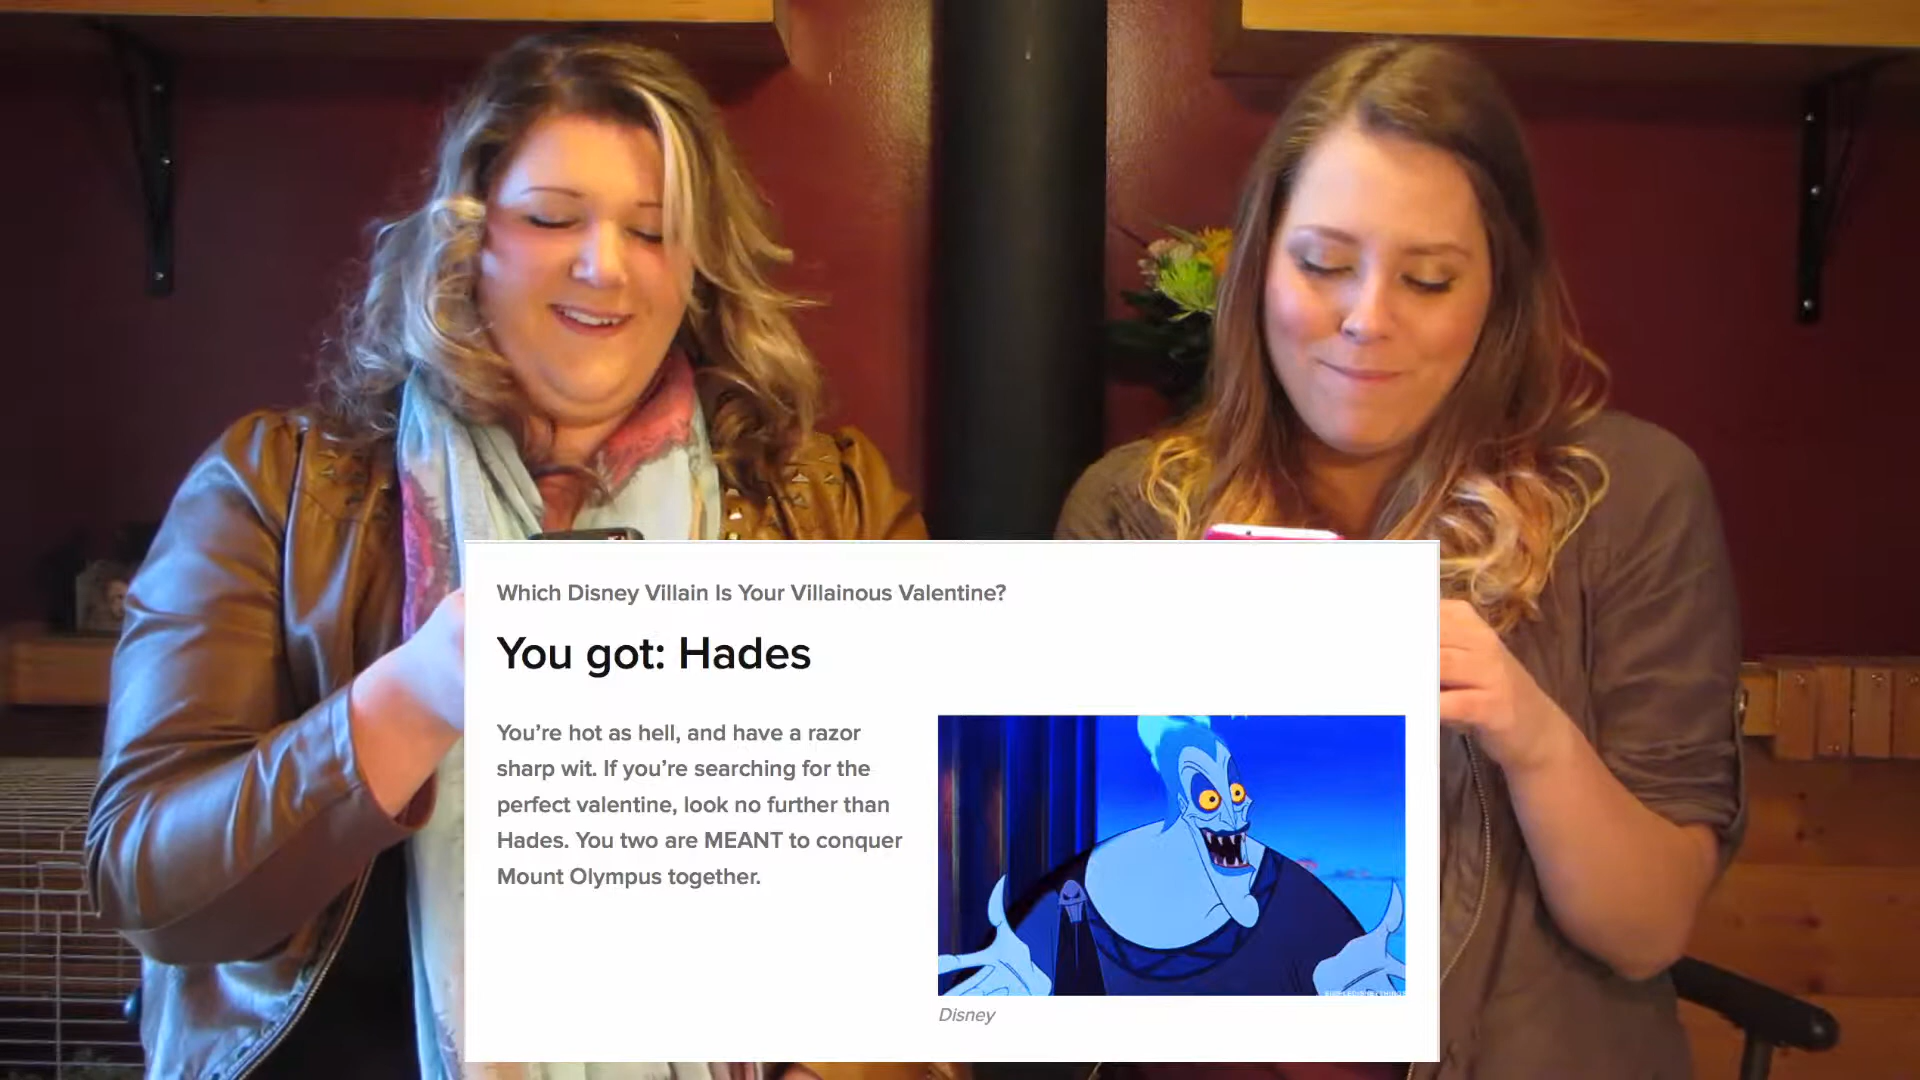 Which Disney Villain Is Your Villainous Valentine?
You got: Hades
You're hot as hell, and have a razor
sharp wit. If you're searching for the
perfect valentine, look no further than
Hades. You two are MEANT to conquer
Mount Olympus together.
Disney